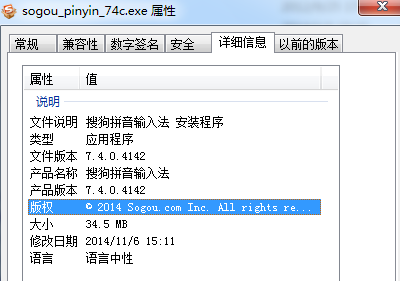 sogou_pinyin_74c.exe 属性
常规 兼容性 数字签名 安全 详细信息 以前的版本
属性 值
说明
文件说明 搜狗拼音输入法 安装程序
类型 应用程序
文件版本 7.4.0.4142
产品名称 搜狗拼音输入法
产品版本 7.4.0.4142
版权 © 2014 Sogou.com Inc. All rights re...
大小 34.5 MB
修改日期 2014/11/6 15:11
语言 语言中性